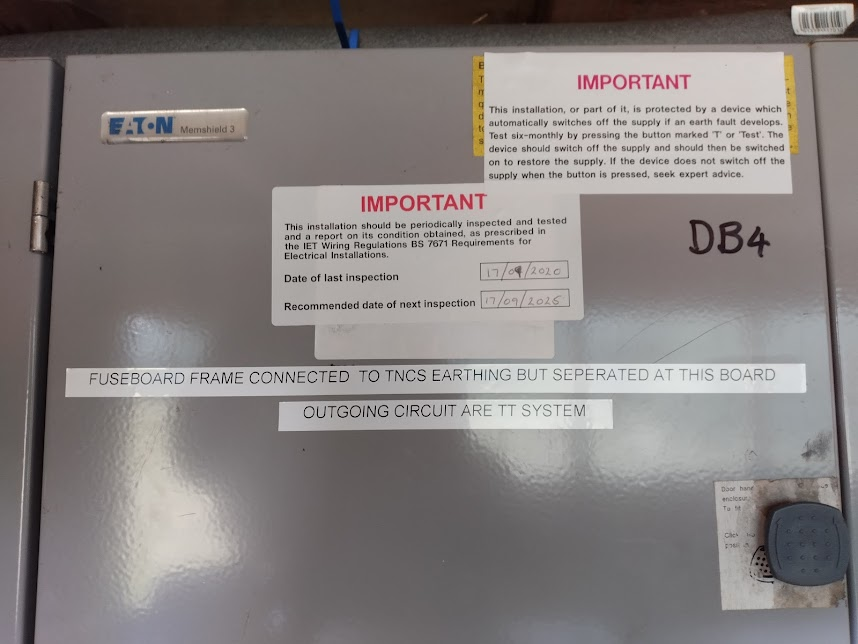 EATON Memshield 3
IMPORTANT
This installation, or part of it, is protected by a device which
automatically switches off the supply if an earth fault develops.
Test six-monthly by pressing the button marked 'T' or 'Test'. The
device should switch off the supply and should then be switched
on to restore the supply. If the device does not switch off the
supply when the button is pressed, seek expert advice.
IMPORTANT
This installation should be periodically inspected and tested
and a report on its condition obtained, as prescribed in
the IET Wiring Regulations BS 7671 Requirements for
Electrical Installations.
Date of last inspection 17/09/2020
Recommended date of next inspection 17/09/2025
DB4
FUSEBOARD FRAME CONNECTED TO TNCS EARTHING BUT SEPERATED AT THIS BOARD
OUTGOING CIRCUIT ARE TT SYSTEM
Door